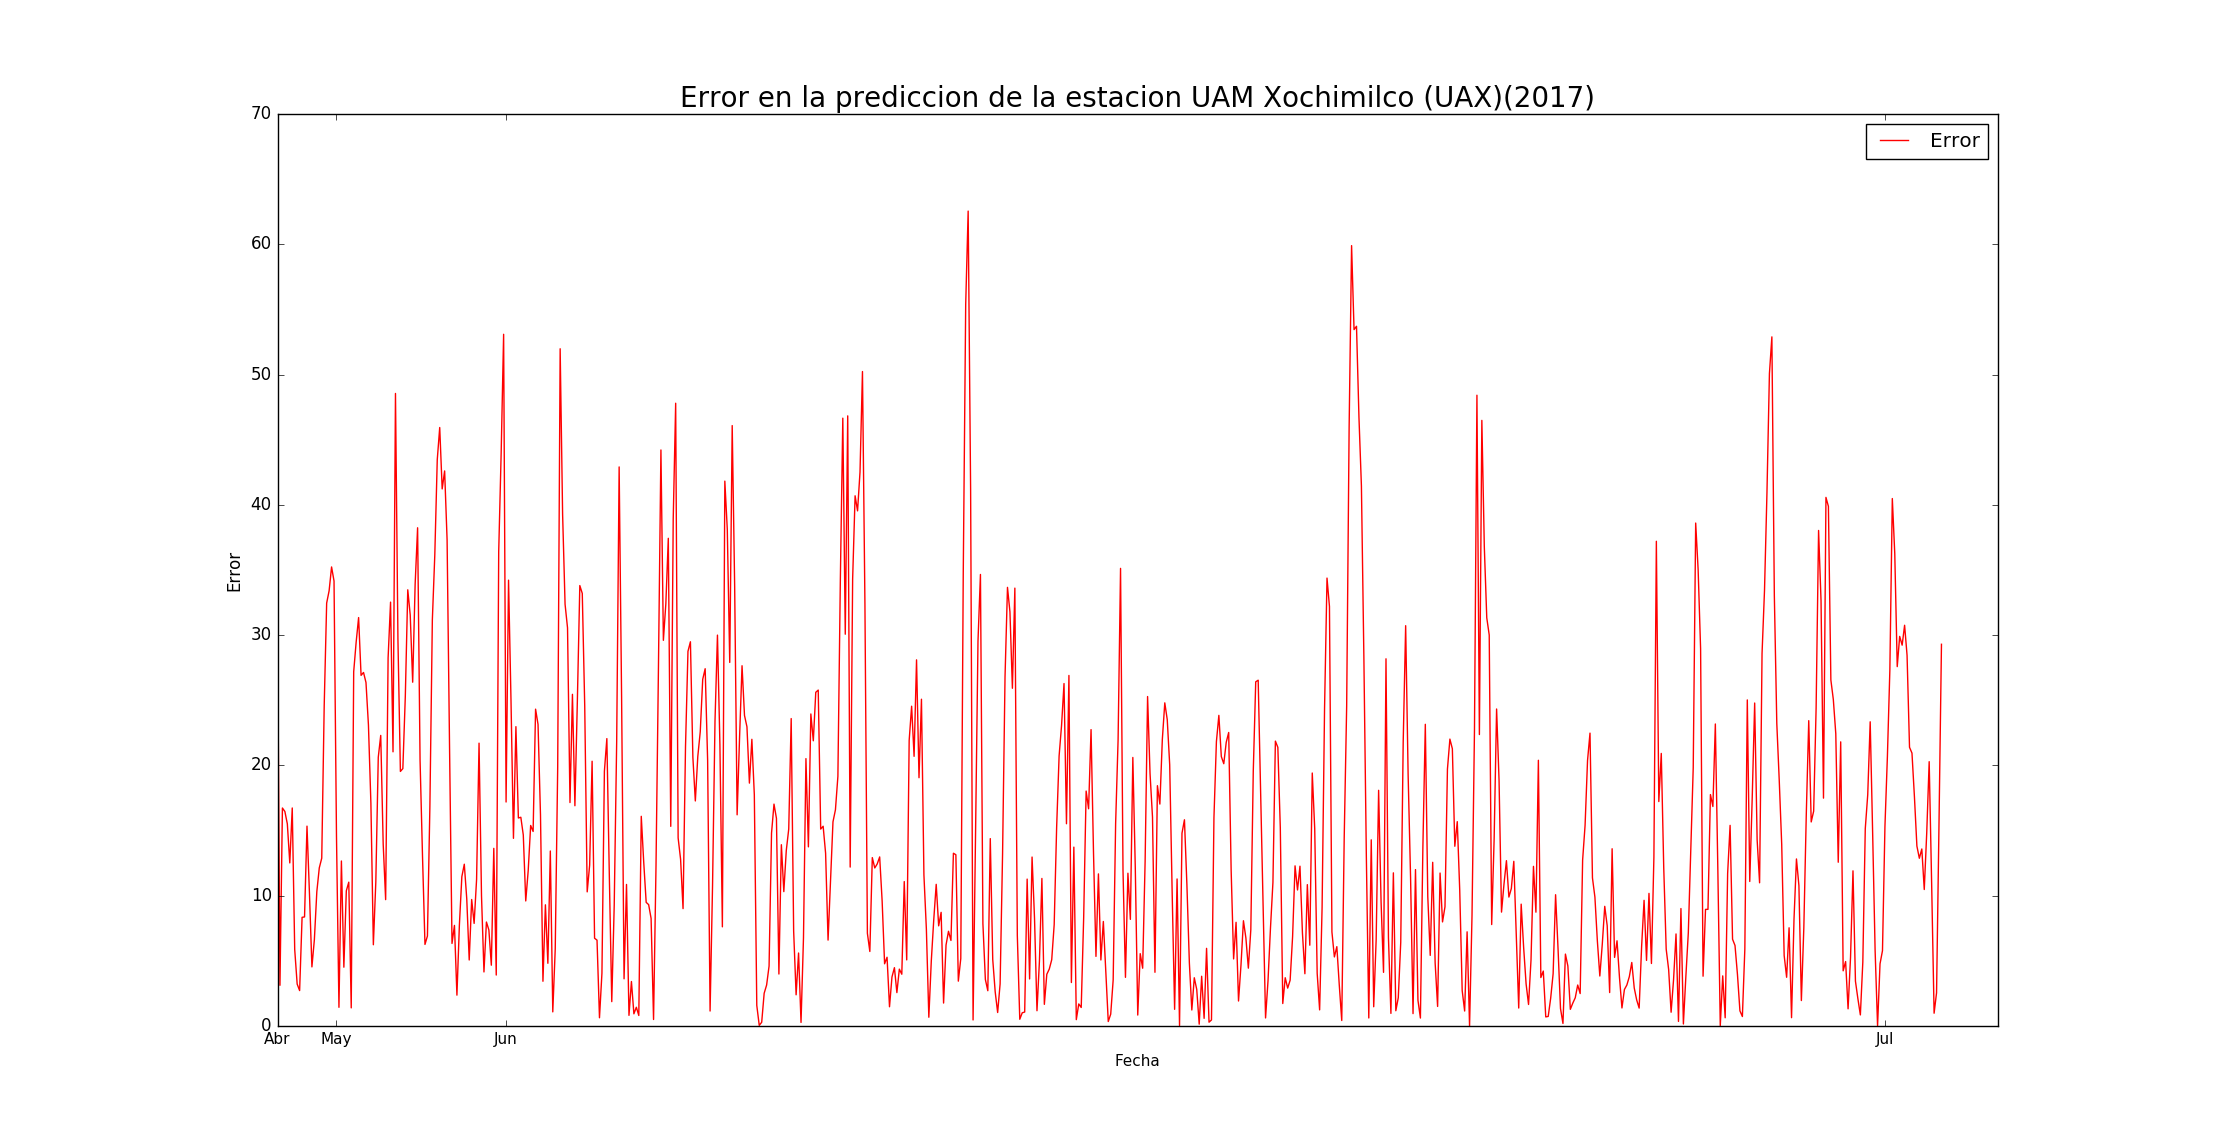 Error en la prediccion de la estacion UAM Xochimilco (UAX)(2017)
70
Error
60
50
40
30
20
10
0
Error
Abr May Jun Jul
Fecha